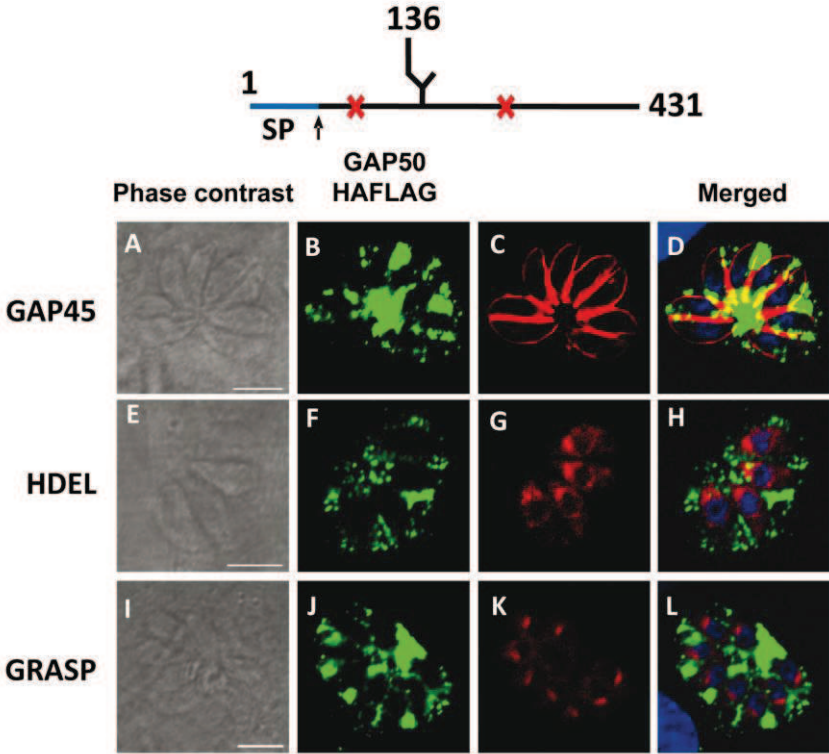 136
1
431
SP
GAP50
Phase contrast HAFLAG Merged
A B C D
GAP45
E F G H
HDEL
I J K L
GRASP